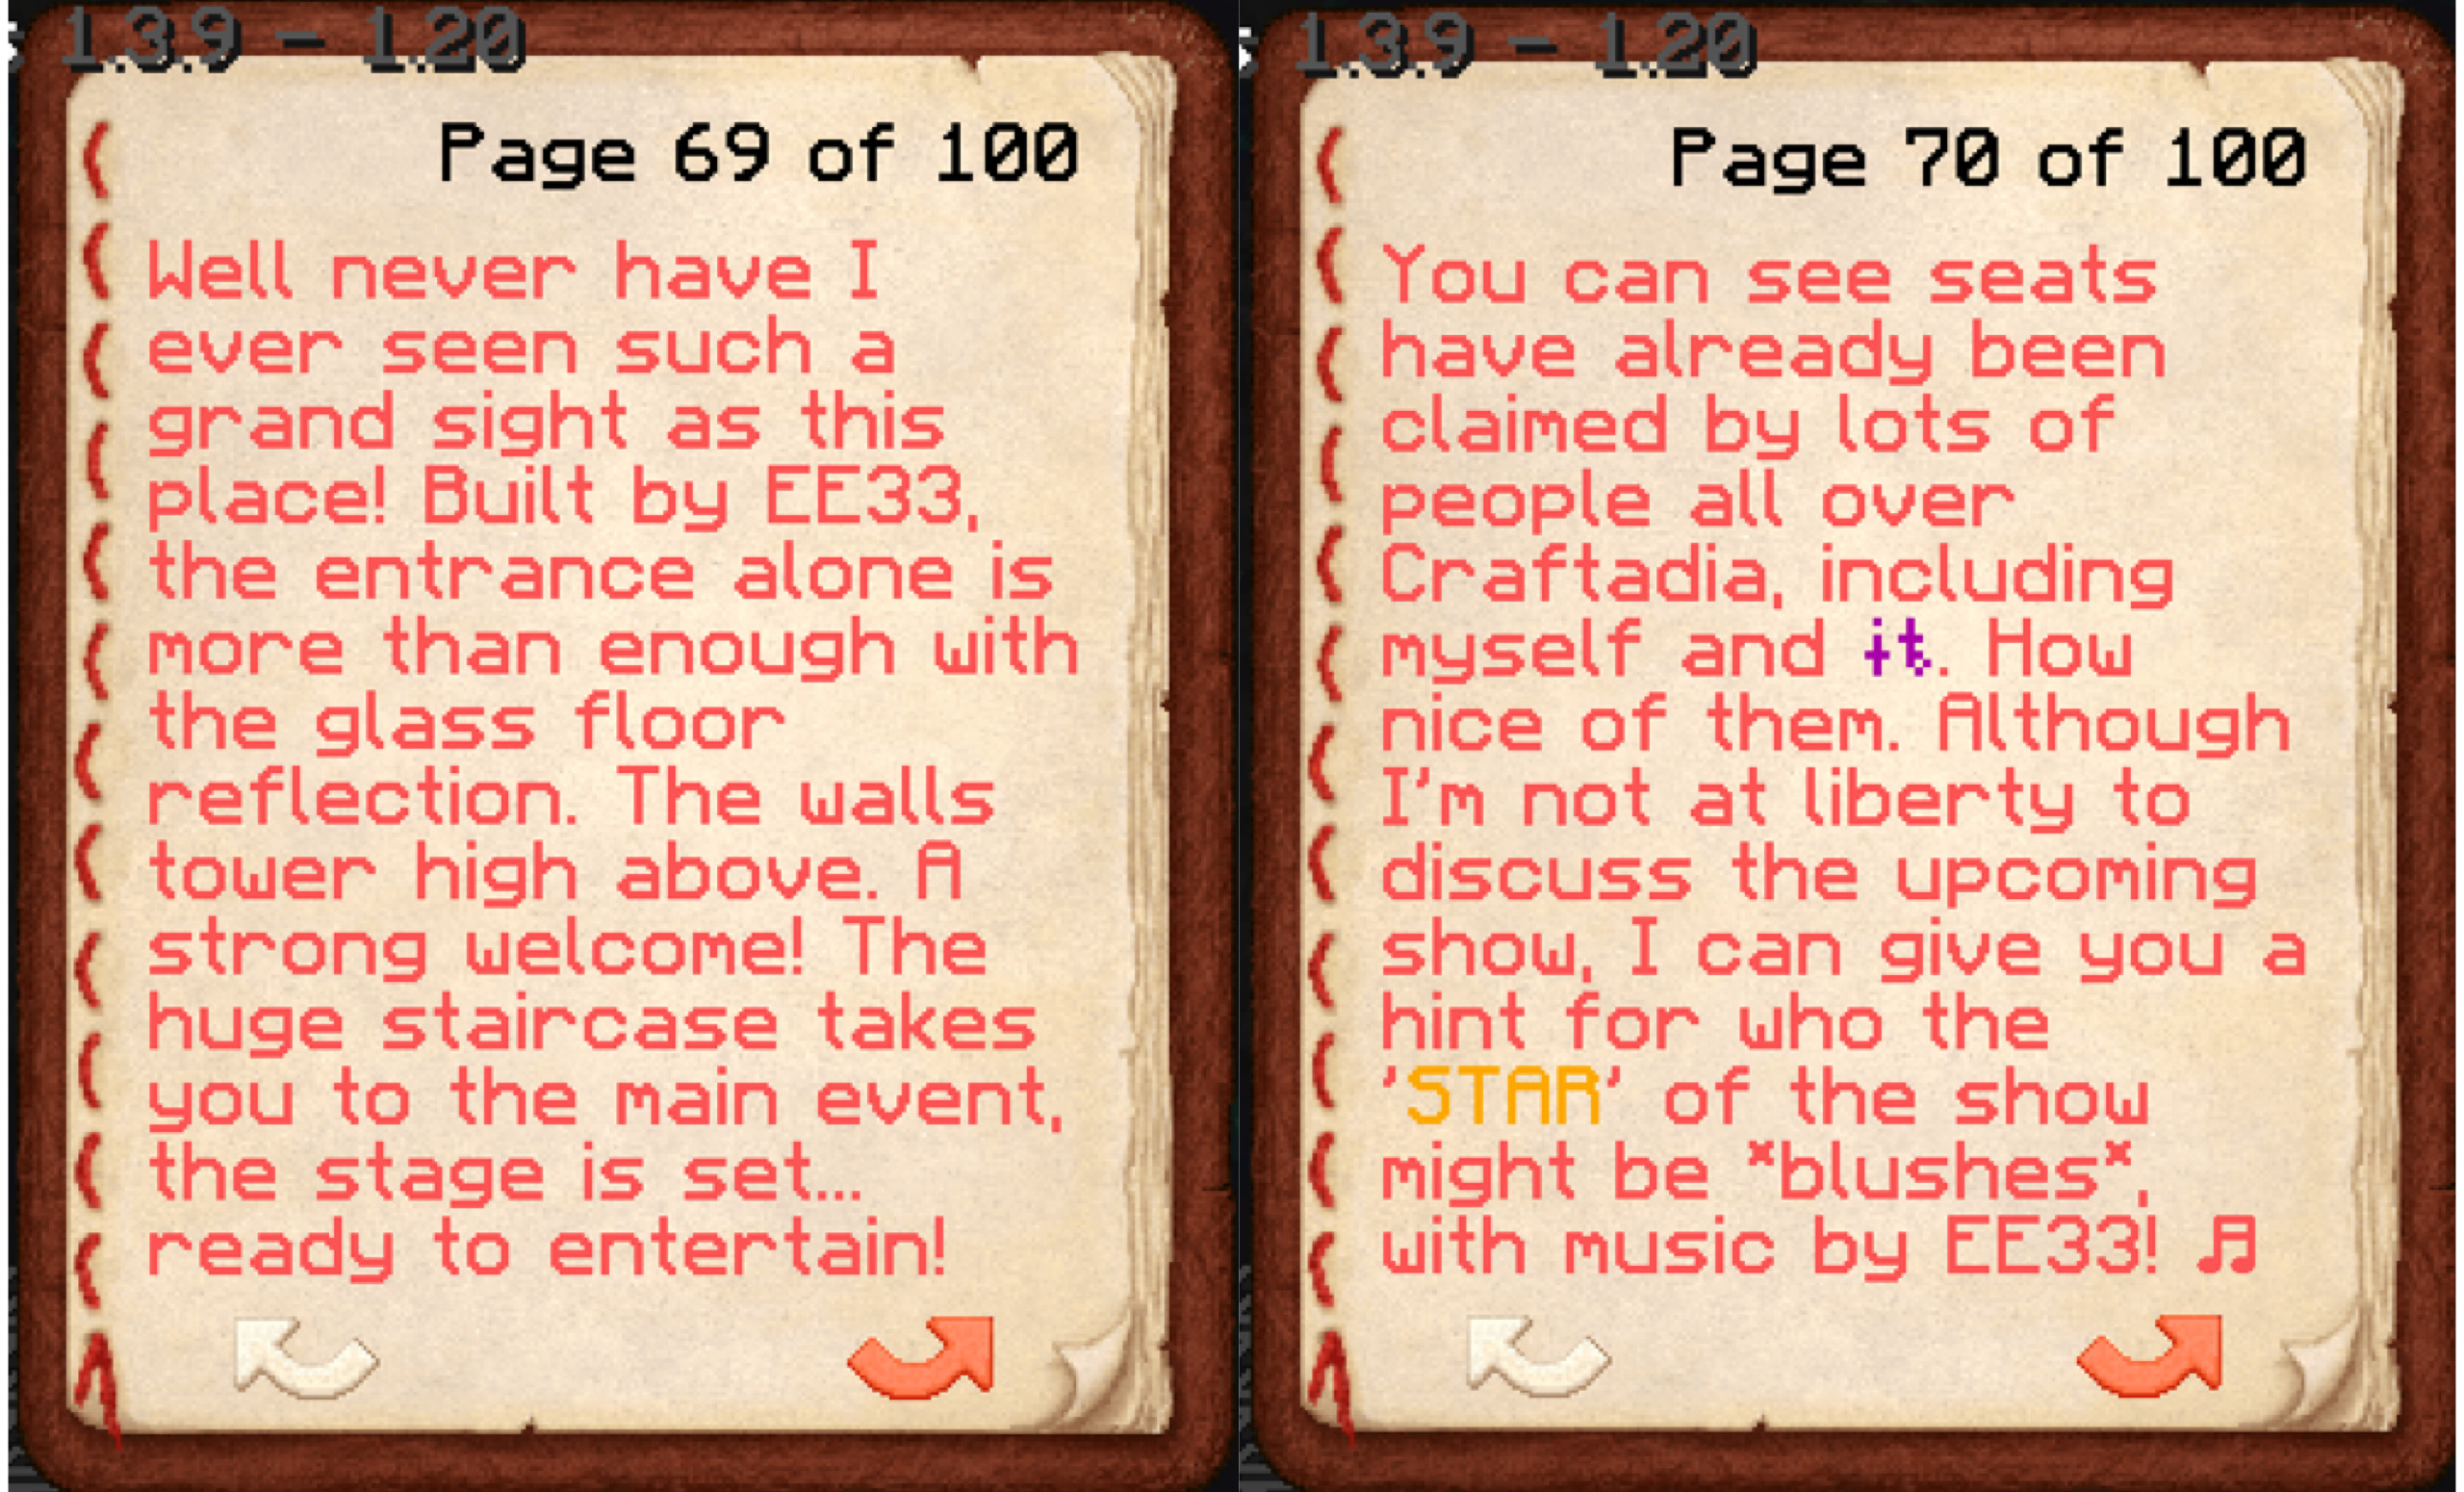 1.3.9 - 1.20
Page 69 of 100
Well never have I
ever seen such a
grand sight as this
place! Built by EE33,
the entrance alone is
more than enough with
the glass floor
reflection. The walls
tower high above. A
strong welcome! The
huge staircase takes
you to the main event,
the stage is set...
ready to entertain!
1.3.9 - 1.20
Page 70 of 100
You can see seats
have already been
claimed by lots of
people all over
Craftadia, including
myself and it. How
nice of them. Although
I'm not at liberty to
discuss the upcoming
show, I can give you a
hint for who the
'STAR' of the show
might be *blushes*,
with music by EE33! ♫